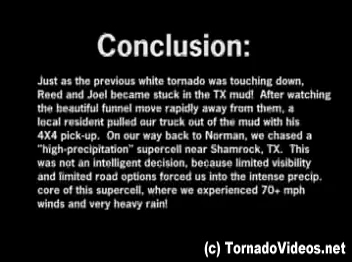 Conclusion:
Just as the previous white tornado was touching down,
Reed and Joel became stuck in the TX mud!  After watching
the beautiful funnel move rapidly away from them, a
local resident pulled our truck out of the mud with his
4X4 pick-up.  On our way back to Norman, we chased a
"high-precipitation" supercell near Shamrock, TX.  This
was not an intelligent decision, because limited visibility
and limited road options forced us into the intense precip.
core of this supercell, where we experienced 70+ mph
winds and very heavy rain!
(c) TornadoVideos.net